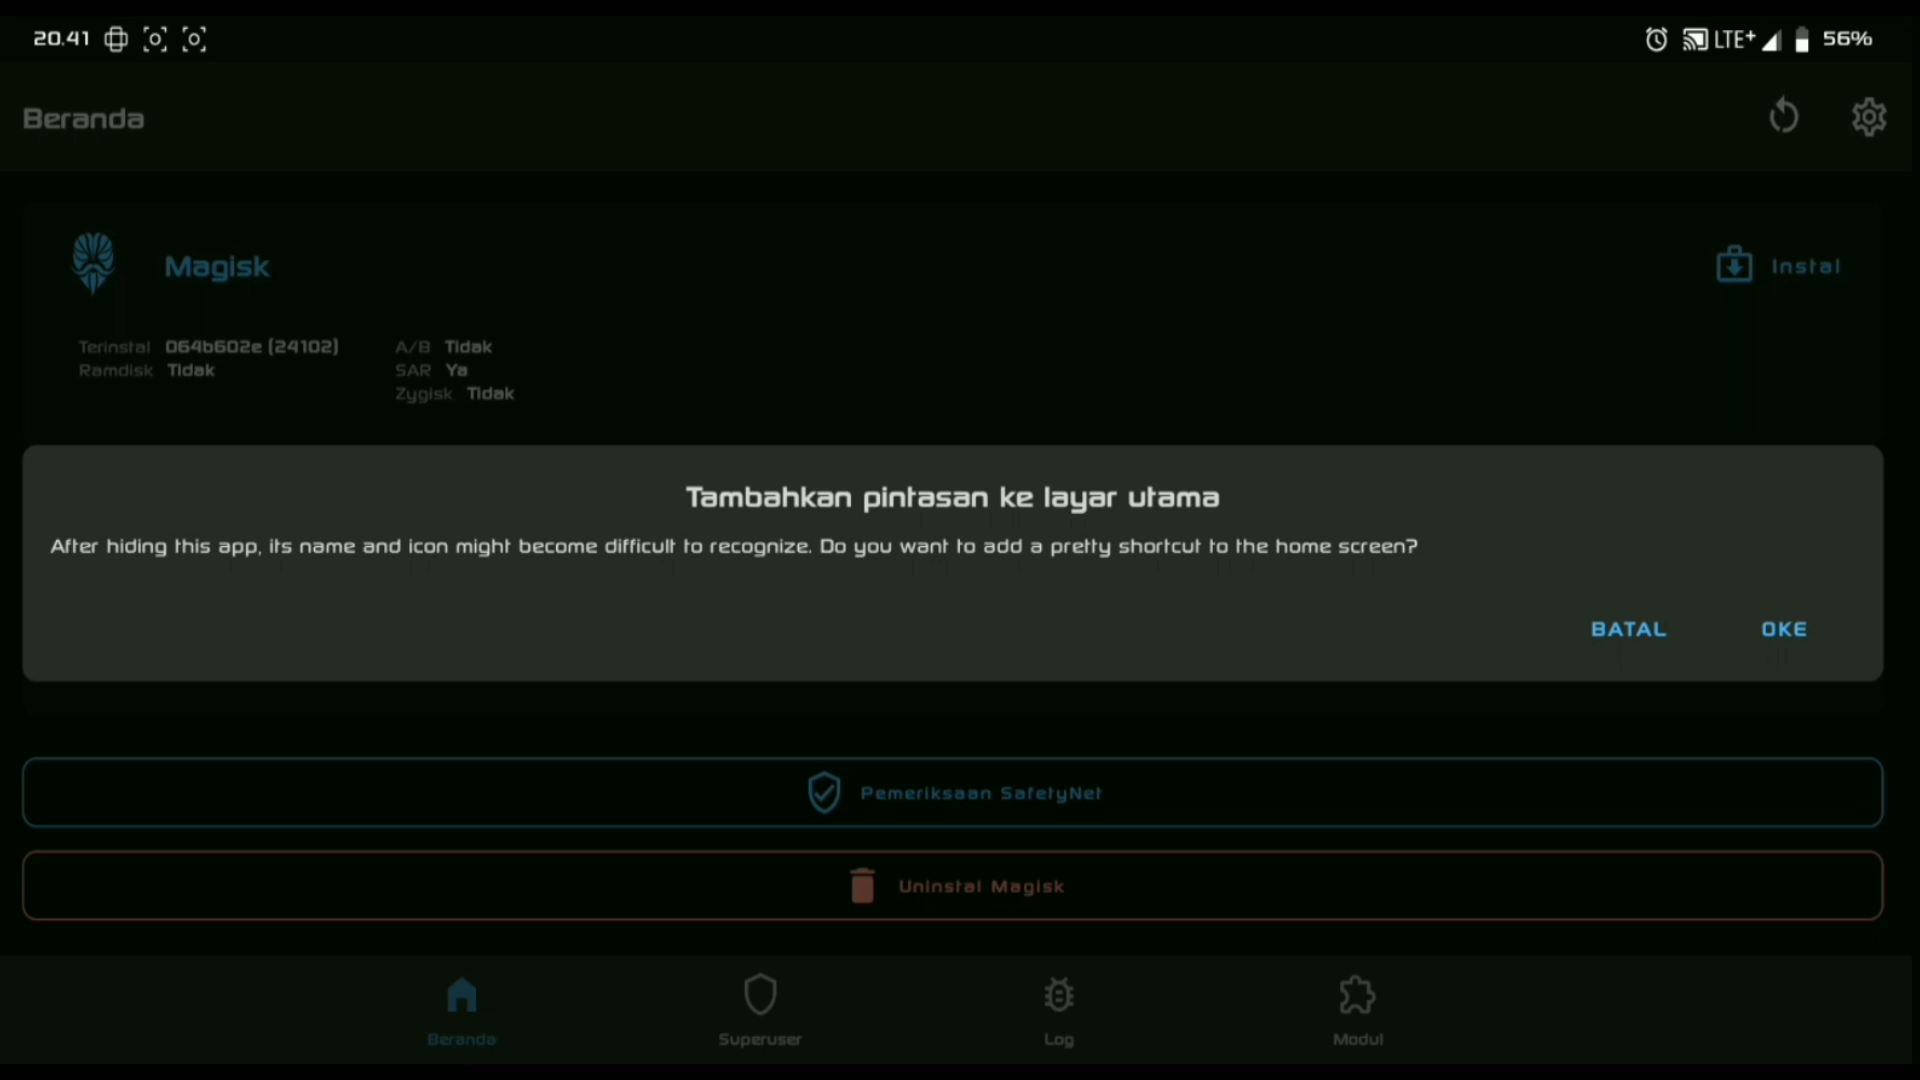 20.41 LTE+ 56%
Beranda
Magisk
Instal
Terinstal 064b602e (24102)
A/B Tidak
Ramdisk Tidak
SAR Ya
Zygisk Tidak
Tambahkan pintasan ke layar utama
After hiding this app, its name and icon might become difficult to recognize. Do you want to add a pretty shortcut to the home screen?
BATAL OKE
Pemeriksaan SafetyNet
Uninstal Magisk
Beranda Superuser Log Modul